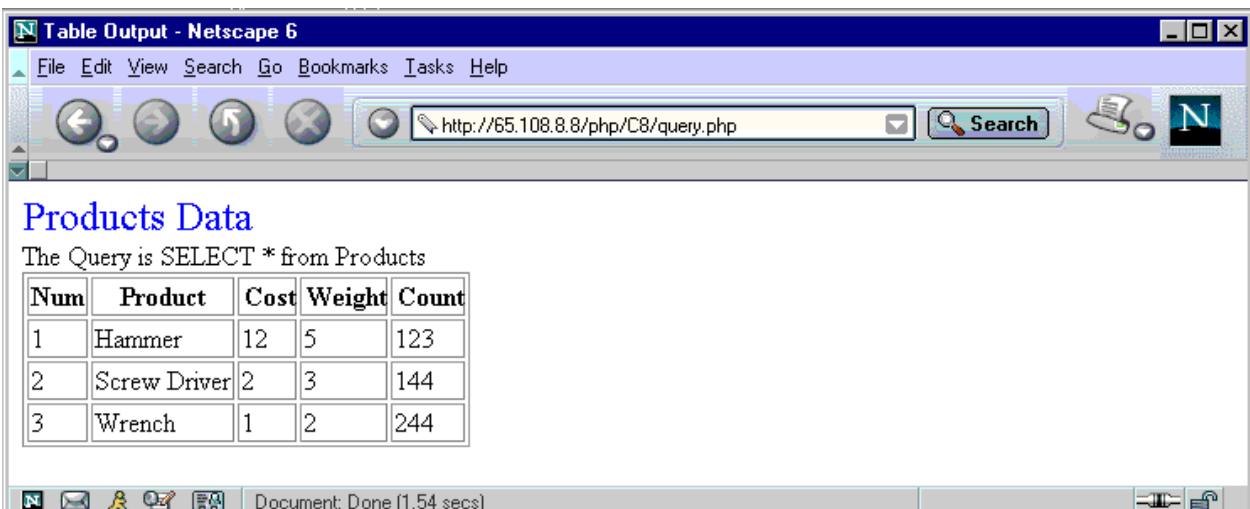 N Table Output - Netscape 6
File Edit View Search Go Bookmarks Tasks Help
http://65.108.8.8/php/C8/query.php Search N
Products Data
The Query is SELECT * from Products
Num Product Cost Weight Count
1 Hammer 12 5 123
2 Screw Driver 2 3 144
3 Wrench 1 2 244
N Document: Done (1.54 secs)